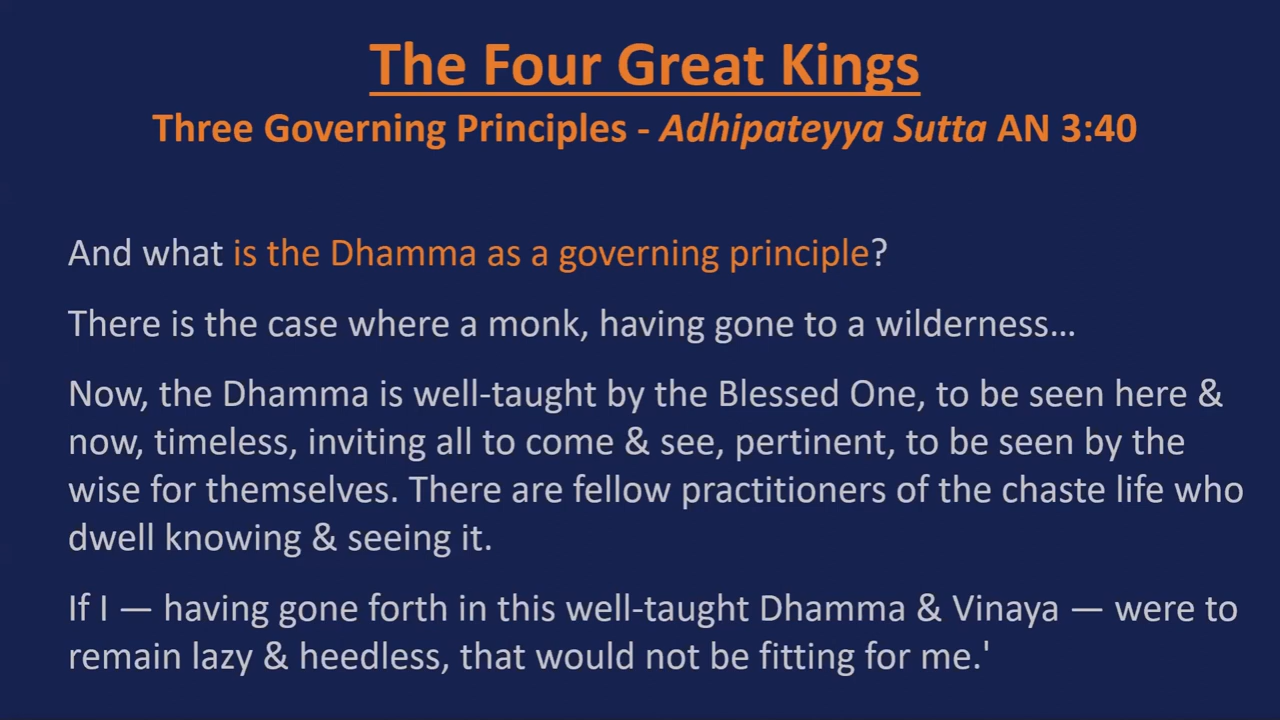 The Four Great Kings
Three Governing Principles - Adhipateyya Sutta AN 3:40
And what is the Dhamma as a governing principle?
There is the case where a monk, having gone to a wilderness…
Now, the Dhamma is well-taught by the Blessed One, to be seen here &
now, timeless, inviting all to come & see, pertinent, to be seen by the
wise for themselves. There are fellow practitioners of the chaste life who
dwell knowing & seeing it.
If I — having gone forth in this well-taught Dhamma & Vinaya — were to
remain lazy & heedless, that would not be fitting for me.'